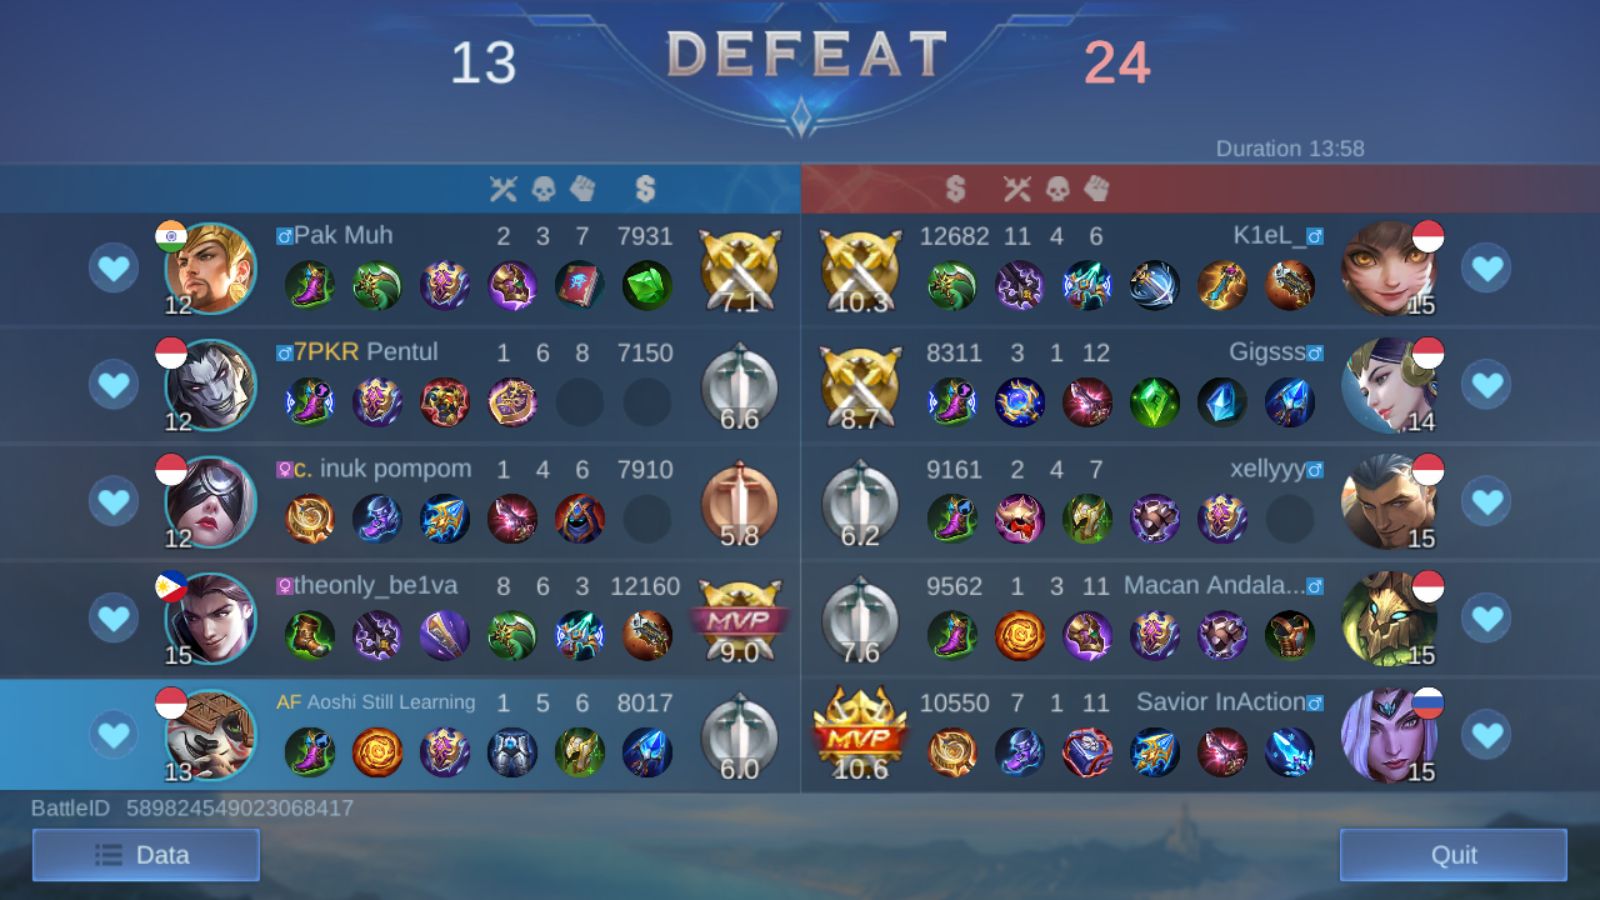 13 DEFEAT 24
Duration 13:58
Pak Muh 2 3 7 7931 7.1 12
10.3 12682 11 4 6 K1eL_ 15
7PKR Pentul 1 6 8 7150 6.6 12
8.7 8311 3 1 12 Gigsss 14
c. inuk pompom 1 4 6 7910 5.8 12
6.2 9161 2 4 7 xellyyy 15
theonly_be1va 8 6 3 12160 MVP 9.0 15
7.6 9562 1 3 11 Macan Andala... 15
AF Aoshi Still Learning 1 5 6 8017 6.0 13
MVP 10.6 10550 7 1 11 Savior InAction 15
BattleID 589824549023068417
Data
Quit